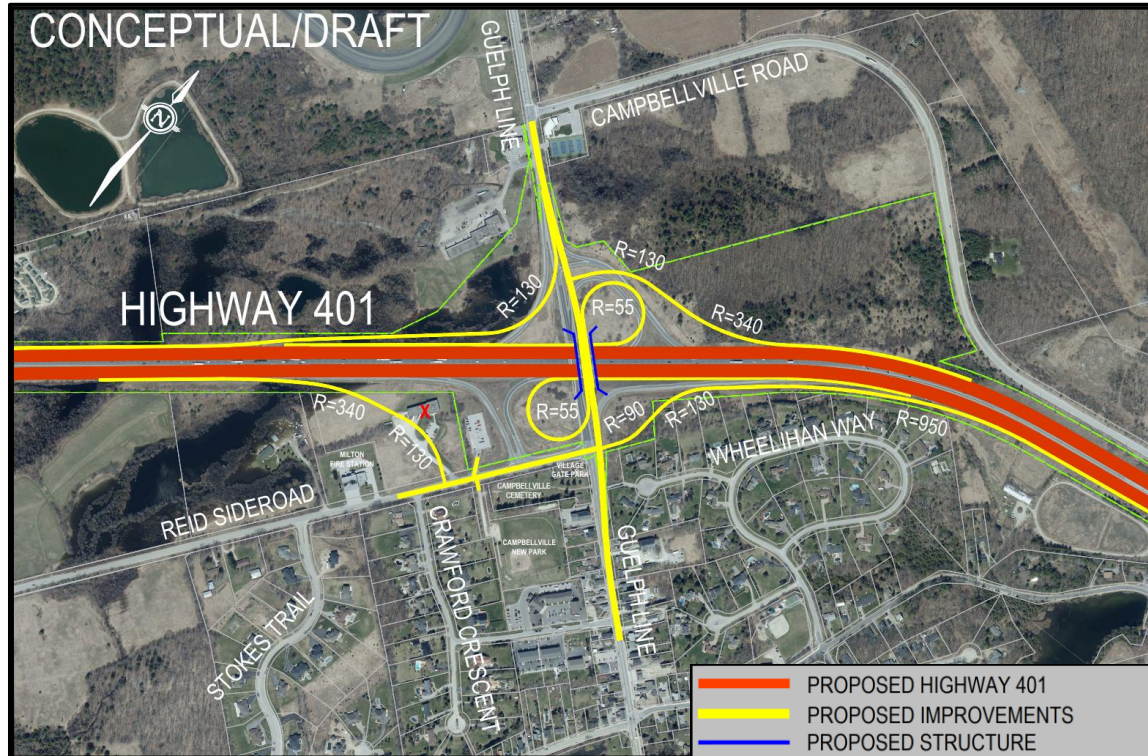 CONCEPTUAL/DRAFT
N
GUELPH LINE
CAMPBELLVILLE ROAD
HIGHWAY 401
R=130
R=130
R=55
R=340
R=340
R=130
X
R=55
R=90
R=130
R=950
MILTON
FIRE STATION
VILLAGE
GATE PARK
CAMPBELLVILLE
CEMETERY
WHEELIHAN WAY
REID SIDEROAD
CAMPBELLVILLE
NEW PARK
CRAWFORD CRESCENT
GUELPH LINE
STOKES TRAIL
PROPOSED HIGHWAY 401
PROPOSED IMPROVEMENTS
PROPOSED STRUCTURE